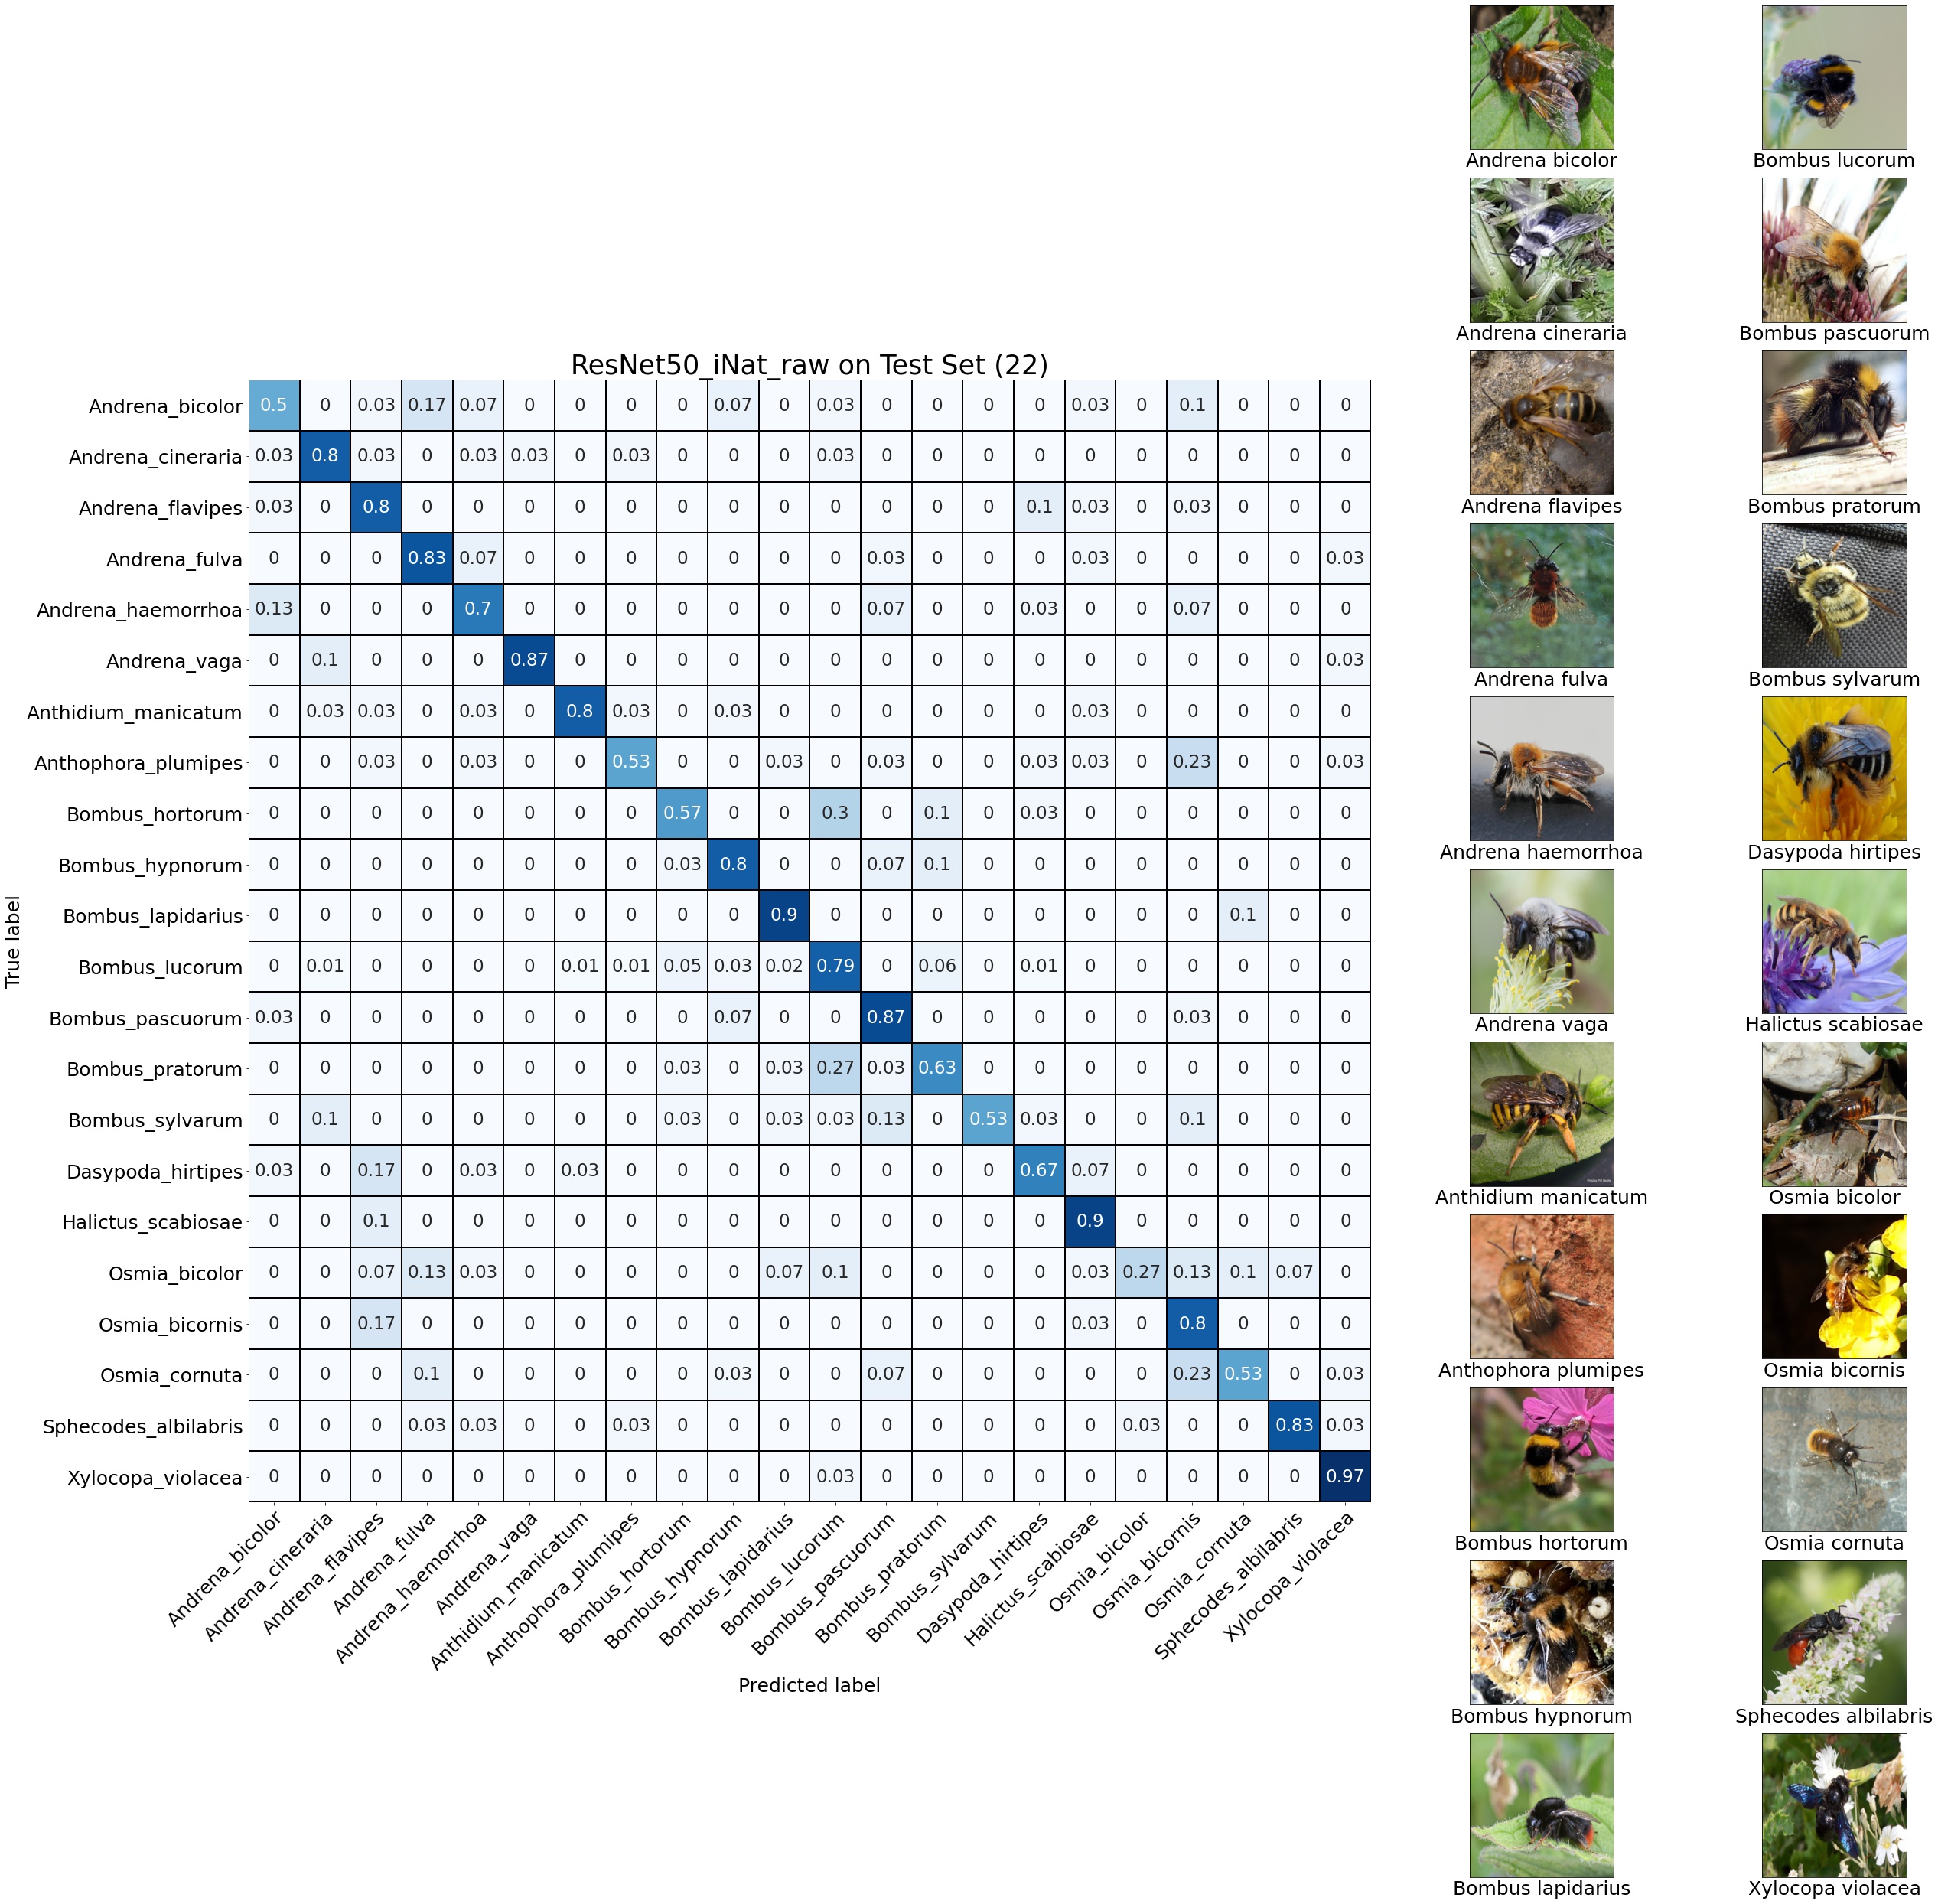 ResNet50_iNat_raw on Test Set (22)
True label
Andrena_bicolor 0.5 0 0.03 0.17 0.07 0 0 0 0 0.07 0 0.03 0 0 0 0 0.03 0 0.1 0 0 0
Andrena_cineraria 0.03 0.8 0.03 0 0.03 0.03 0 0.03 0 0 0 0.03 0 0 0 0 0 0 0 0 0 0
Andrena_flavipes 0.03 0 0.8 0 0 0 0 0 0 0 0 0 0 0 0 0.1 0.03 0 0.03 0 0 0
Andrena_fulva 0 0 0 0.83 0.07 0 0 0 0 0 0 0 0.03 0 0 0 0.03 0 0 0 0 0.03
Andrena_haemorrhoa 0.13 0 0 0 0.7 0 0 0 0 0 0 0 0.07 0 0 0.03 0 0 0.07 0 0 0
Andrena_vaga 0 0.1 0 0 0 0.87 0 0 0 0 0 0 0 0 0 0 0 0 0 0 0 0.03
Anthidium_manicatum 0 0.03 0.03 0 0.03 0 0.8 0.03 0 0.03 0 0 0 0 0 0 0.03 0 0 0 0 0
Anthophora_plumipes 0 0 0.03 0 0.03 0 0 0.53 0 0 0.03 0 0.03 0 0 0.03 0.03 0 0.23 0 0 0.03
Bombus_hortorum 0 0 0 0 0 0 0 0 0.57 0 0 0.3 0 0.1 0 0.03 0 0 0 0 0 0
Bombus_hypnorum 0 0 0 0 0 0 0 0 0.03 0.8 0 0 0.07 0.1 0 0 0 0 0 0 0 0
Bombus_lapidarius 0 0 0 0 0 0 0 0 0 0 0.9 0 0 0 0 0 0 0 0 0.1 0 0
Bombus_lucorum 0 0.01 0 0 0 0 0.01 0.01 0.05 0.03 0.02 0.79 0 0.06 0 0.01 0 0 0 0 0 0
Bombus_pascuorum 0.03 0 0 0 0 0 0 0 0 0.07 0 0 0.87 0 0 0 0 0 0.03 0 0 0
Bombus_pratorum 0 0 0 0 0 0 0 0 0.03 0 0.03 0.27 0.03 0.63 0 0 0 0 0 0 0 0
Bombus_sylvarum 0 0.1 0 0 0 0 0 0 0.03 0 0.03 0.03 0.13 0 0.53 0.03 0 0 0.1 0 0 0
Dasypoda_hirtipes 0.03 0 0.17 0 0.03 0 0.03 0 0 0 0 0 0 0 0 0.67 0.07 0 0 0 0 0
Halictus_scabiosae 0 0 0.1 0 0 0 0 0 0 0 0 0 0 0 0 0 0.9 0 0 0 0 0
Osmia_bicolor 0 0 0.07 0.13 0.03 0 0 0 0 0 0.07 0.1 0 0 0 0 0.03 0.27 0.13 0.1 0.07 0
Osmia_bicornis 0 0 0.17 0 0 0 0 0 0 0 0 0 0 0 0 0 0.03 0 0.8 0 0 0
Osmia_cornuta 0 0 0 0.1 0 0 0 0 0 0.03 0 0 0.07 0 0 0 0 0 0.23 0.53 0 0.03
Sphecodes_albilabris 0 0 0 0.03 0.03 0 0 0.03 0 0 0 0 0 0 0 0 0 0.03 0 0 0.83 0.03
Xylocopa_violacea 0 0 0 0 0 0 0 0 0 0 0 0.03 0 0 0 0 0 0 0 0 0 0.97
Andrena_bicolor
Andrena_cineraria
Andrena_flavipes
Andrena_fulva
Andrena_haemorrhoa
Andrena_vaga
Anthidium_manicatum
Anthophora_plumipes
Bombus_hortorum
Bombus_hypnorum
Bombus_lapidarius
Bombus_lucorum
Bombus_pascuorum
Bombus_pratorum
Bombus_sylvarum
Dasypoda_hirtipes
Halictus_scabiosae
Osmia_bicolor
Osmia_bicornis
Osmia_cornuta
Sphecodes_albilabris
Xylocopa_violacea
Predicted label
Andrena bicolor
Bombus lucorum
Andrena cineraria
Bombus pascuorum
Andrena flavipes
Bombus pratorum
Andrena fulva
Bombus sylvarum
Andrena haemorrhoa
Dasypoda hirtipes
Andrena vaga
Halictus scabiosae
Anthidium manicatum
Osmia bicolor
Anthophora plumipes
Osmia bicornis
Bombus hortorum
Osmia cornuta
Bombus hypnorum
Sphecodes albilabris
Bombus lapidarius
Xylocopa violacea